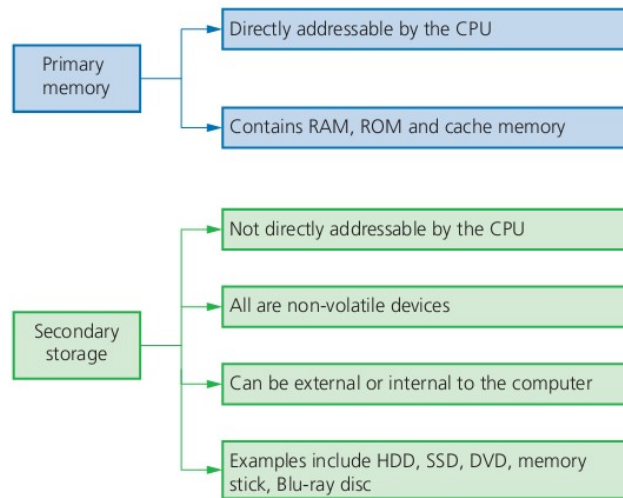 Primary
memory
Directly addressable by the CPU
Contains RAM, ROM and cache memory
Secondary
storage
Not directly addressable by the CPU
All are non-volatile devices
Can be external or internal to the computer
Examples include HDD, SSD, DVD, memory
stick, Blu-ray disc